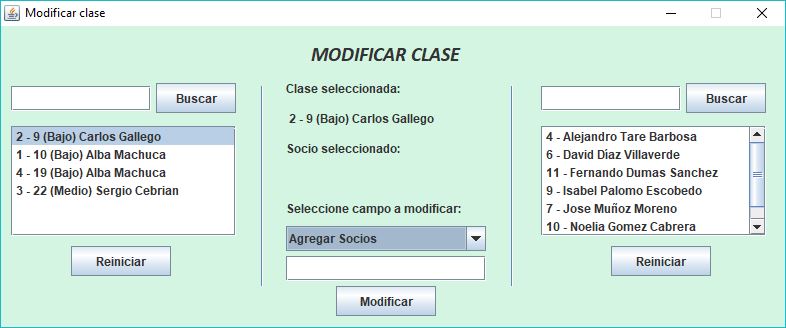 Modificar clase
MODIFICAR CLASE
Buscar
2 - 9 (Bajo) Carlos Gallego
1 - 10 (Bajo) Alba Machuca
4 - 19 (Bajo) Alba Machuca
3 - 22 (Medio) Sergio Cebrian
Reiniciar
Clase seleccionada:
2 - 9 (Bajo) Carlos Gallego
Socio seleccionado:
Seleccione campo a modificar:
Agregar Socios
Modificar
Buscar
4 - Alejandro Tare Barbosa
6 - David Díaz Villaverde
11 - Fernando Dumas Sanchez
9 - Isabel Palomo Escobedo
7 - Jose Muñoz Moreno
10 - Noelia Gomez Cabrera
Reiniciar